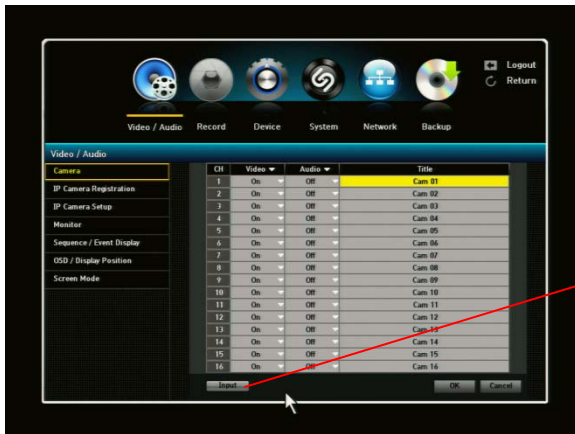 Logout
Return
Video / Audio Record Device System Network Backup
Video / Audio
Camera
IP Camera Registration
IP Camera Setup
Monitor
Sequence / Event Display
OSD / Display Position
Screen Mode
CH Video Audio Title
1 On Off Cam 01
2 On Off Cam 02
3 On Off Cam 03
4 On Off Cam 04
5 On Off Cam 05
6 On Off Cam 06
7 On Off Cam 07
8 On Off Cam 08
9 On Off Cam 09
10 On Off Cam 10
11 On Off Cam 11
12 On Off Cam 12
13 On Off Cam 13
14 On Off Cam 14
15 On Off Cam 15
16 On Off Cam 16
Input OK Cancel